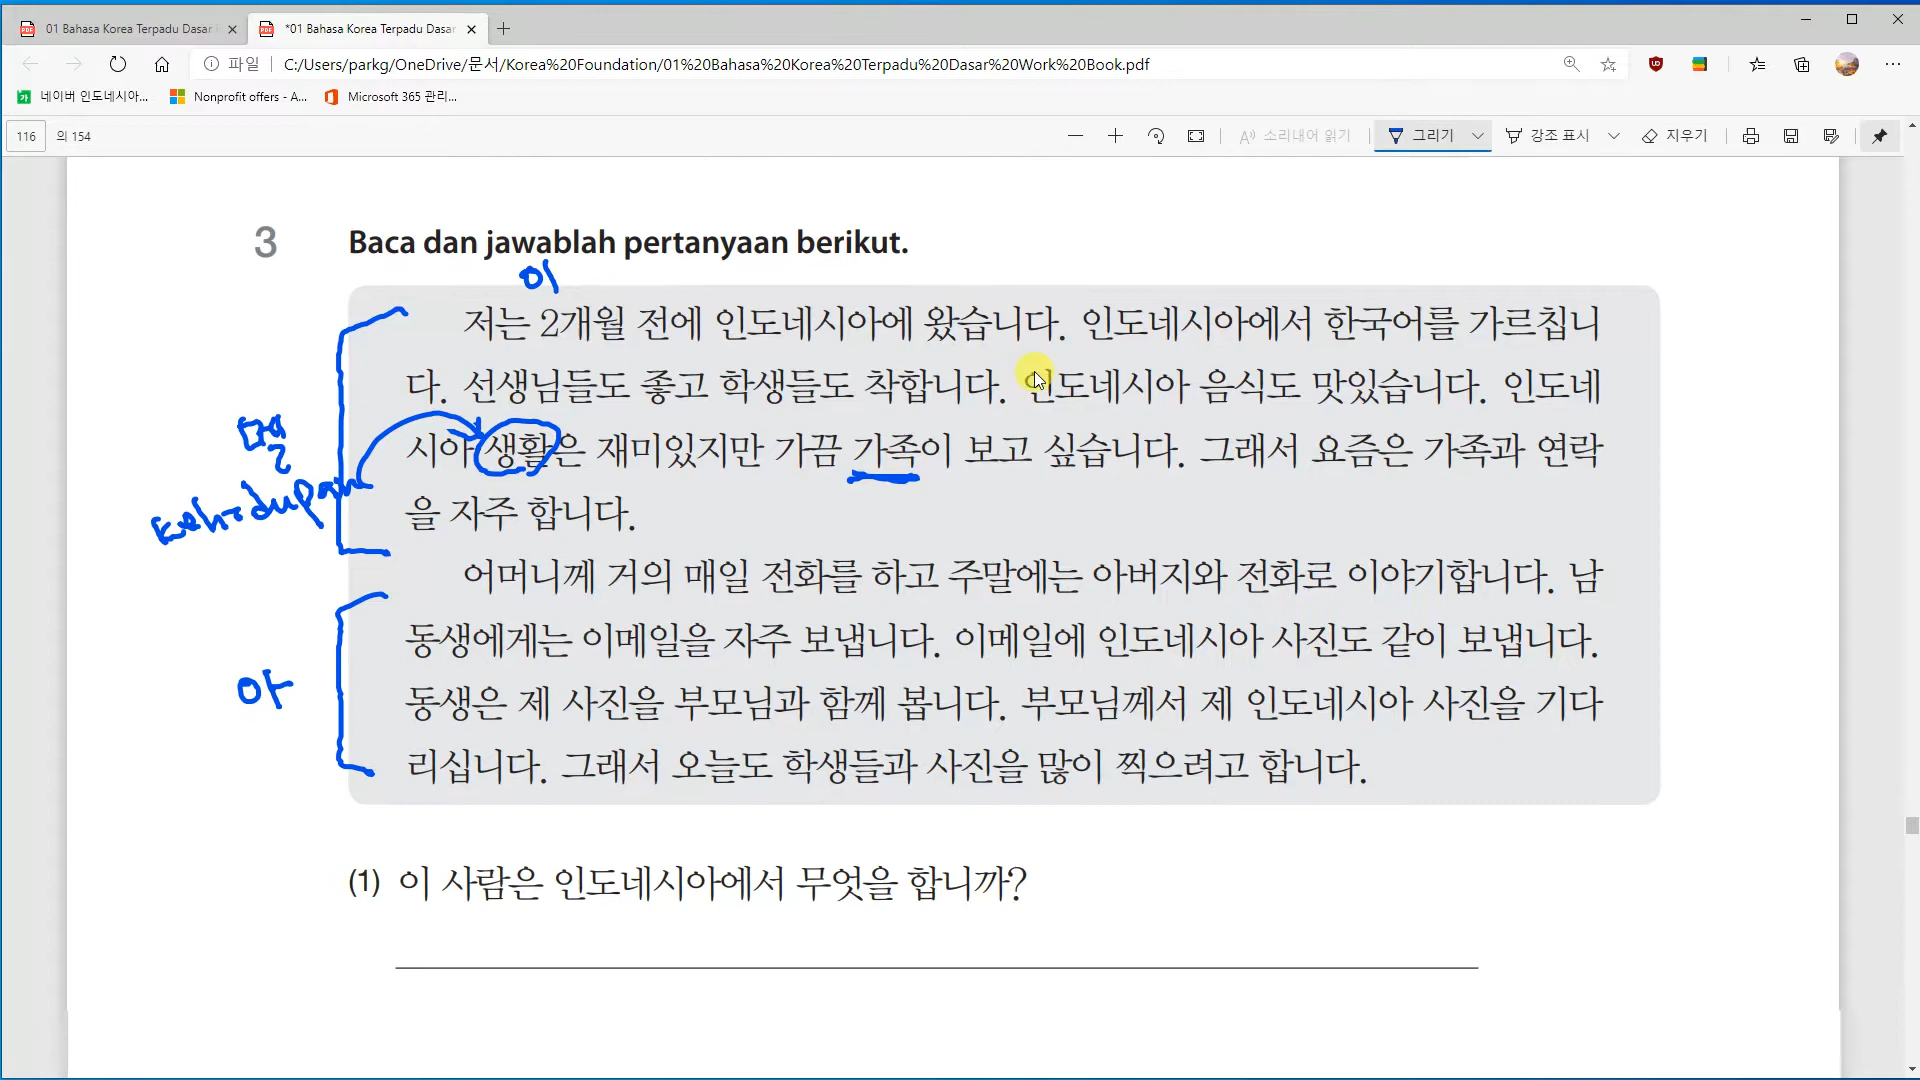 01 Bahasa Korea Terpadu Dasar
*01 Bahasa Korea Terpadu Dasar
파일
C:/Users/parkg/OneDrive/문서/Korea%20Foundation/01%20Bahasa%20Korea%20Terpadu%20Dasar%20Work%20Book.pdf
네이버 인도네시아...
Nonprofit offers - A...
Microsoft 365 관리...
116 의 154
소리내어 읽기
그리기
강조 표시
지우기
3 Baca dan jawablah pertanyaan berikut.
이
저는 2개월 전에 인도네시아에 왔습니다. 인도네시아에서 한국어를 가르칩니
다. 선생님들도 좋고 학생들도 착합니다. 인도네시아 음식도 맛있습니다. 인도네
시아 생활은 재미있지만 가끔 가족이 보고 싶습니다. 그래서 요즘은 가족과 연락
을 자주 합니다.
kehidupan
어머니께 거의 매일 전화를 하고 주말에는 아버지와 전화로 이야기합니다. 남
동생에게는 이메일을 자주 보냅니다. 이메일에 인도네시아 사진도 같이 보냅니다.
동생은 제 사진을 부모님과 함께 봅니다. 부모님께서 제 인도네시아 사진을 기다
리십니다. 그래서 오늘도 학생들과 사진을 많이 찍으려고 합니다.
(1) 이 사람은 인도네시아에서 무엇을 합니까?